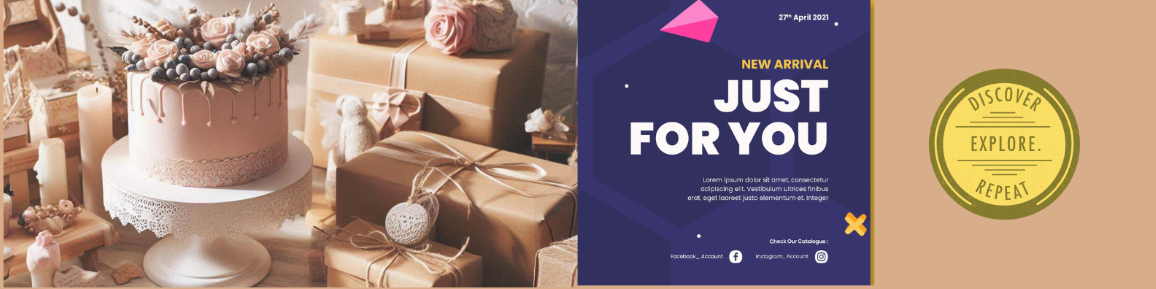 27th April 2021
NEW ARRIVAL
JUST
FOR YOU
Lorem ipsum dolor sit amet, consectetur
adipiscing elit. Vestibulum ultrices finibus
erat, eget laoreet justo elementum et. Integer
Check Our Catalogue :
Facebook_Account
Instagram_Account
DISCOVER
EXPLORE.
REPEAT